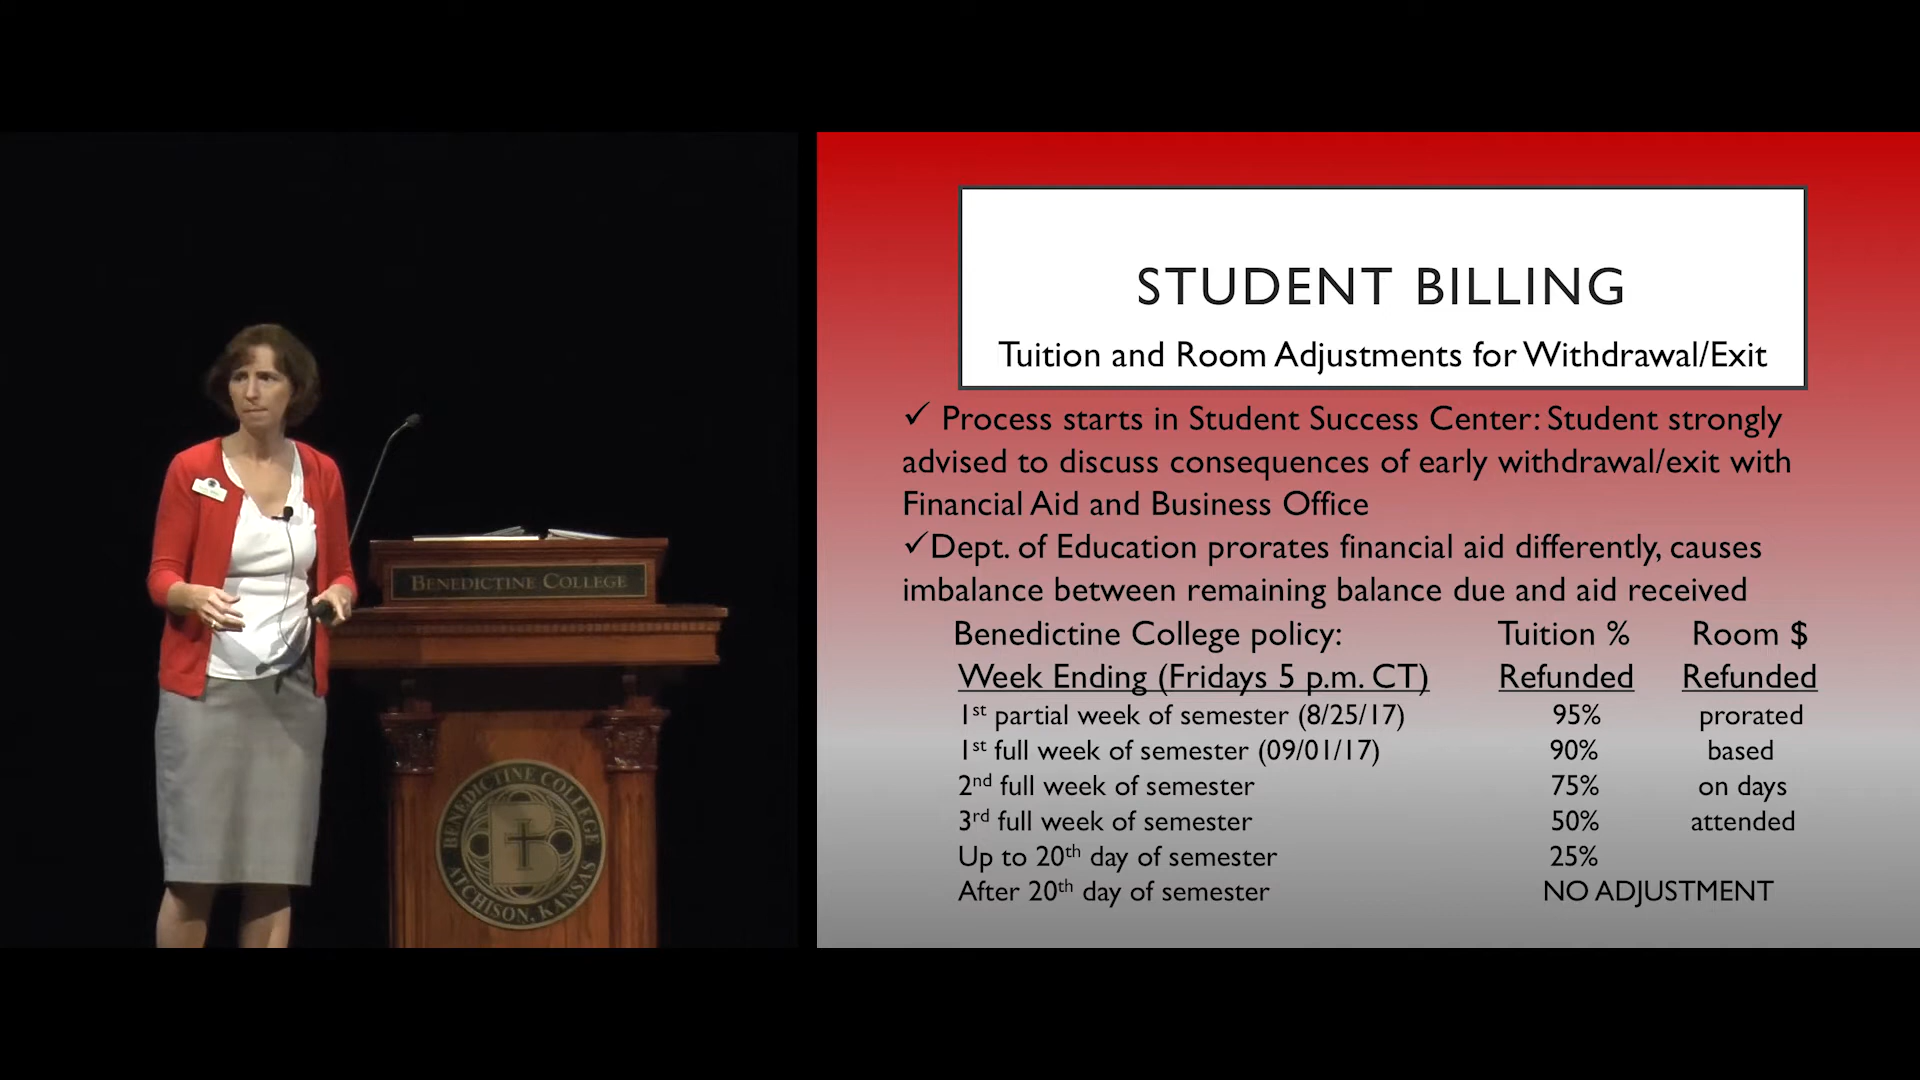 STUDENT BILLING
Tuition and Room Adjustments for Withdrawal/Exit
✓ Process starts in Student Success Center: Student strongly
advised to discuss consequences of early withdrawal/exit with
Financial Aid and Business Office
✓Dept. of Education prorates financial aid differently, causes
imbalance between remaining balance due and aid received
Benedictine College policy: Tuition % Room $
Week Ending (Fridays 5 p.m. CT) Refunded Refunded
1st partial week of semester (8/25/17) 95% prorated
1st full week of semester (09/01/17) 90% based
2nd full week of semester 75% on days
3rd full week of semester 50% attended
Up to 20th day of semester 25%
After 20th day of semester NO ADJUSTMENT
BENEDICTINE COLLEGE
BENEDICTINE COLLEGE
B
ATCHISON, KANSAS